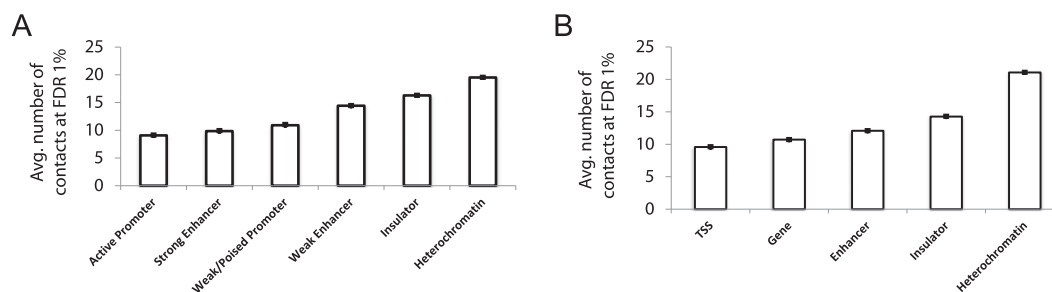 A
Avg. number of
contacts at FDR 1%
25
20
15
10
5
0
Active Promoter
Strong Enhancer
Weak/Poised Promoter
Weak Enhancer
Insulator
Heterochromatin
B
Avg. number of
contacts at FDR 1%
25
20
15
10
5
0
TSS
Gene
Enhancer
Insulator
Heterochromatin